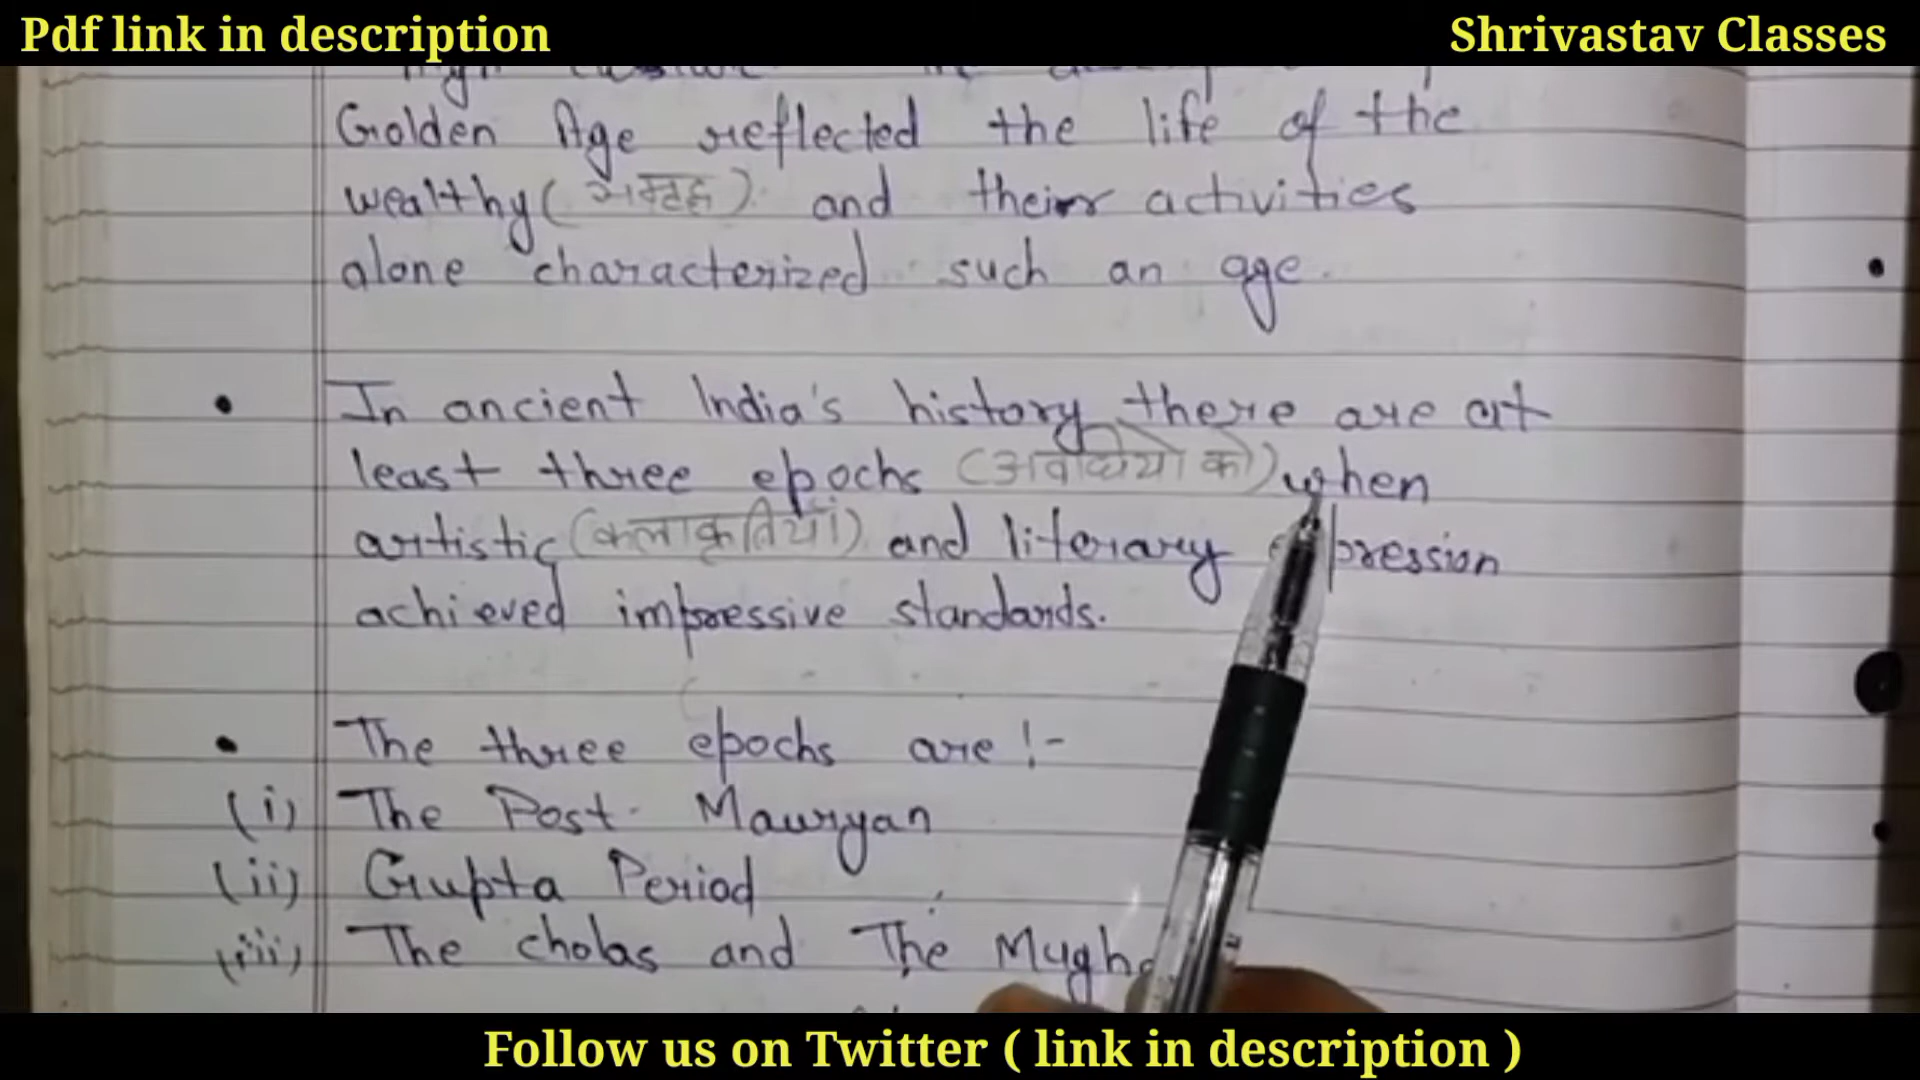 Pdf link in description
Shrivastav Classes
Golden Age reflected the life of the
wealthy ( ) and their activities
alone characterized such an age.
• In ancient India's history there are at
least three epochs (अवधियो को) when
artistic (कलाकृतियां) and literary pression
achieved impressive standards.
• The three epochs are :-
(i) The Post- Mauryan
(ii) Gupta Period
(iii) The cholas and The Mugh
Follow us on Twitter ( link in description )